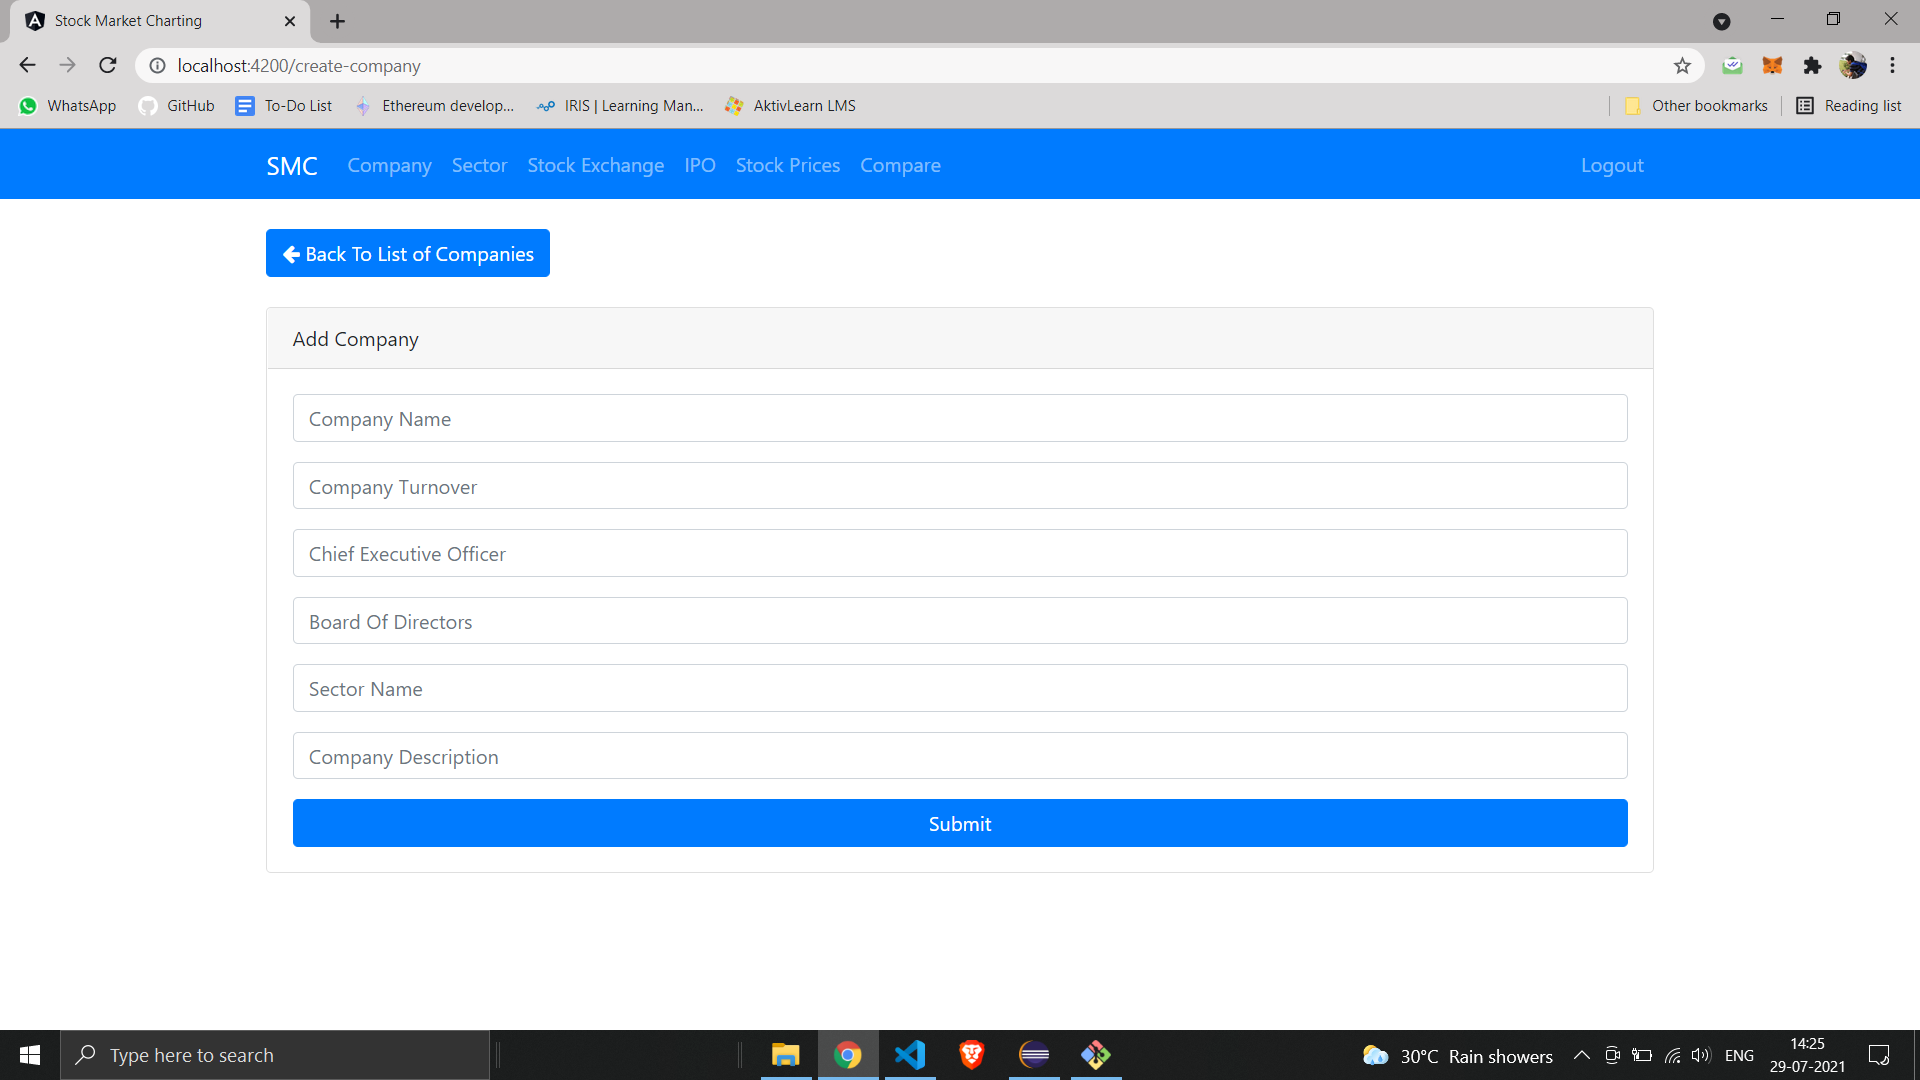 Stock Market Charting
localhost:4200/create-company
WhatsApp GitHub To-Do List Ethereum develop... IRIS | Learning Man... AktivLearn LMS Other bookmarks Reading list
SMC Company Sector Stock Exchange IPO Stock Prices Compare Logout
Back To List of Companies
Add Company
Company Name
Company Turnover
Chief Executive Officer
Board Of Directors
Sector Name
Company Description
Submit
Type here to search
30°C Rain showers
ENG
14:25
29-07-2021